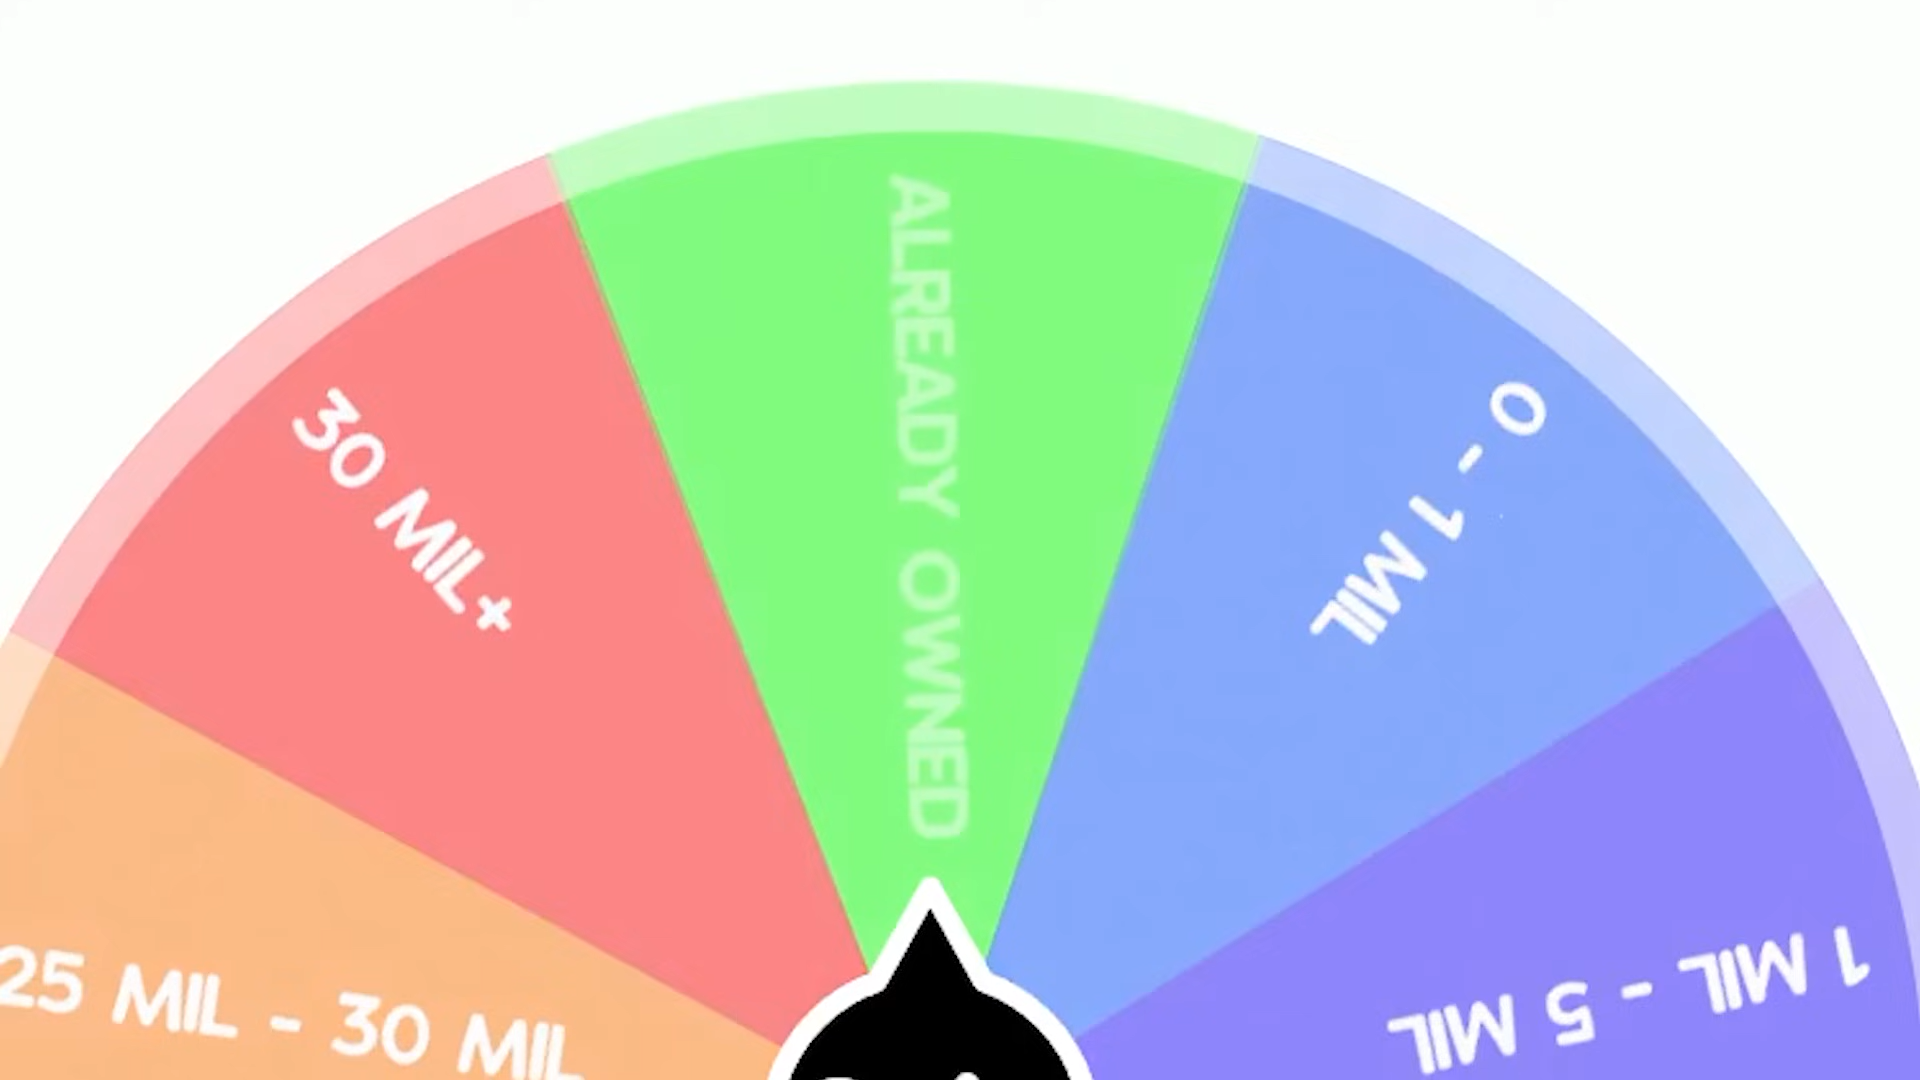 25 MIL - 30 MIL
30 MIL+
ALREADY OWNED
0 - 1 MIL
1 MIL - 5 MIL